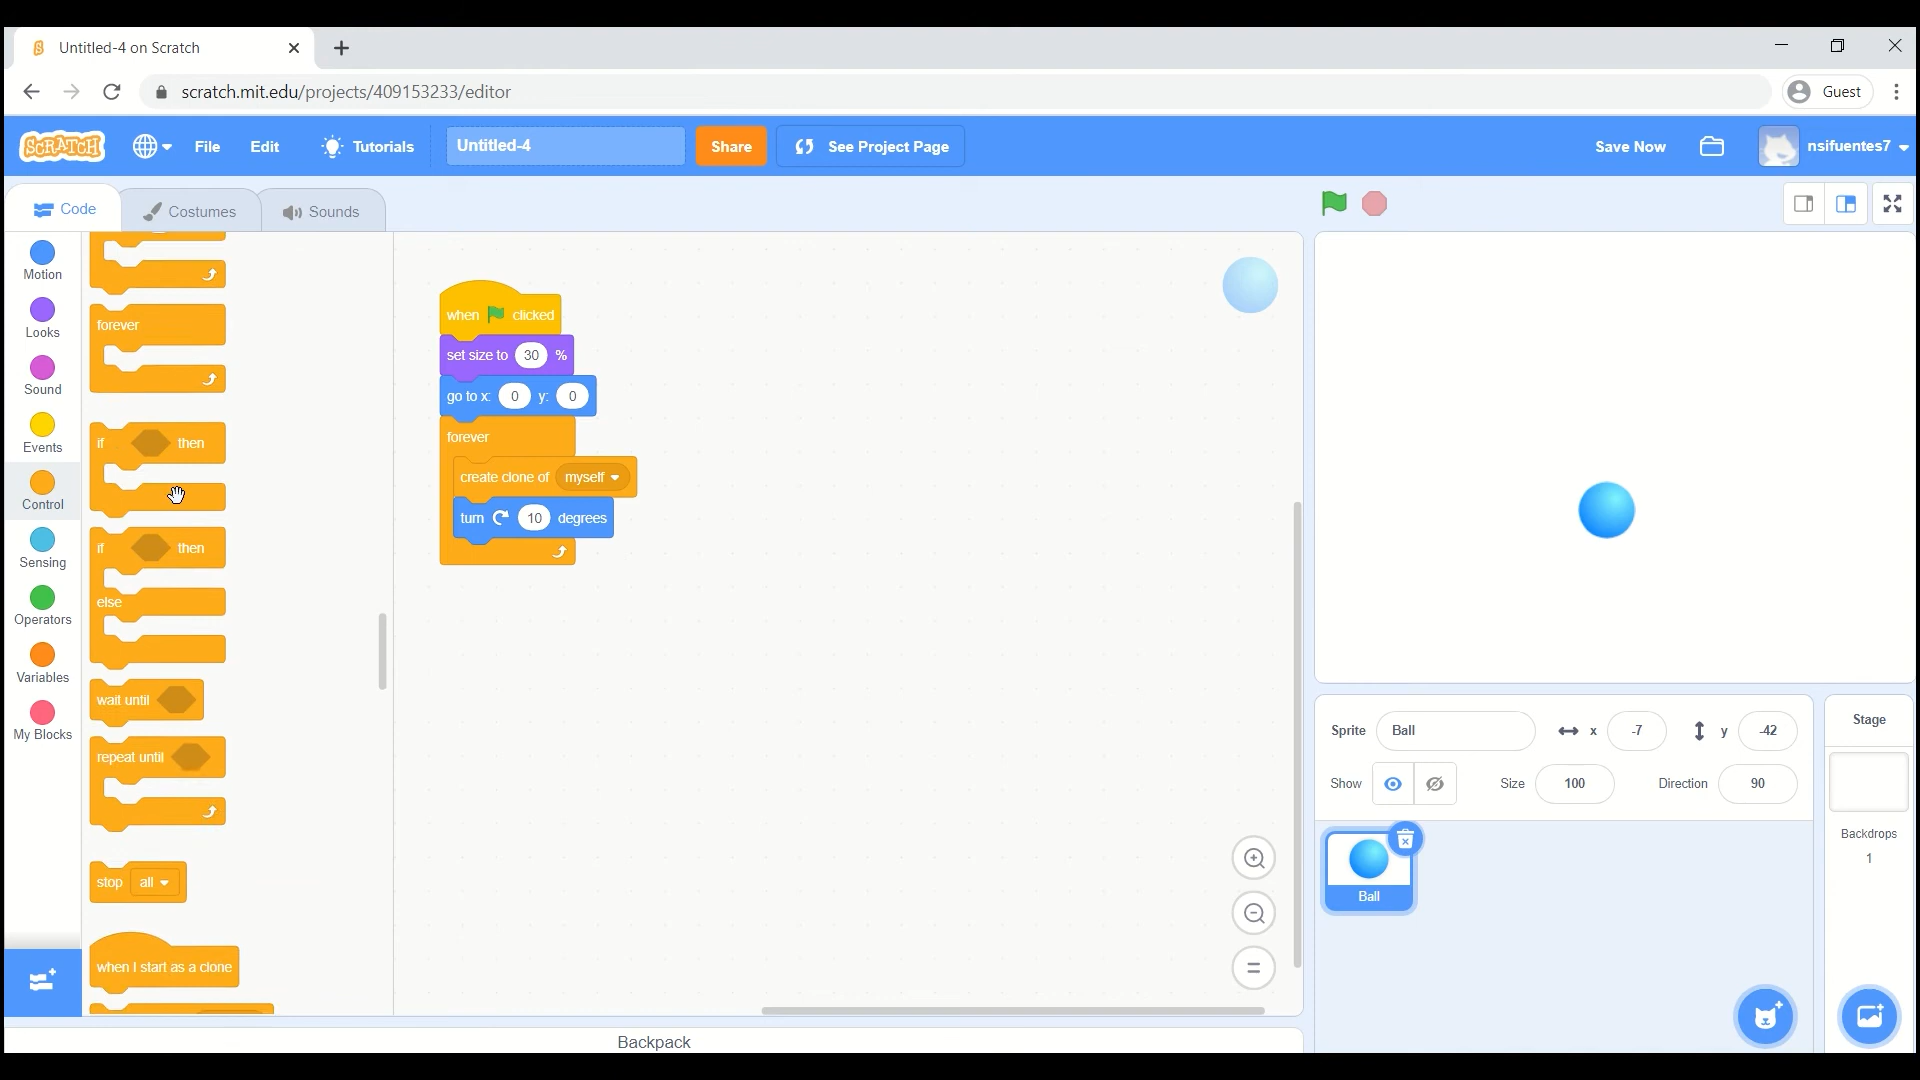 Untitled-4 on Scratch
scratch.mit.edu/projects/409153233/editor
Guest
SCRATCH
File
Edit
Tutorials
Untitled-4
Share
See Project Page
Save Now
nsifuentes7
Code
Costumes
Sounds
Motion
Looks
Sound
Events
Control
Sensing
Operators
Variables
My Blocks
forever
if then
if then
else
wait until
repeat until
stop all
when I start as a clone
when clicked
set size to 30 %
go to x: 0 y: 0
forever
create clone of myself
turn 10 degrees
Sprite Ball x -7 y -42
Show Size 100 Direction 90
Ball
Stage
Backdrops
1
Backpack